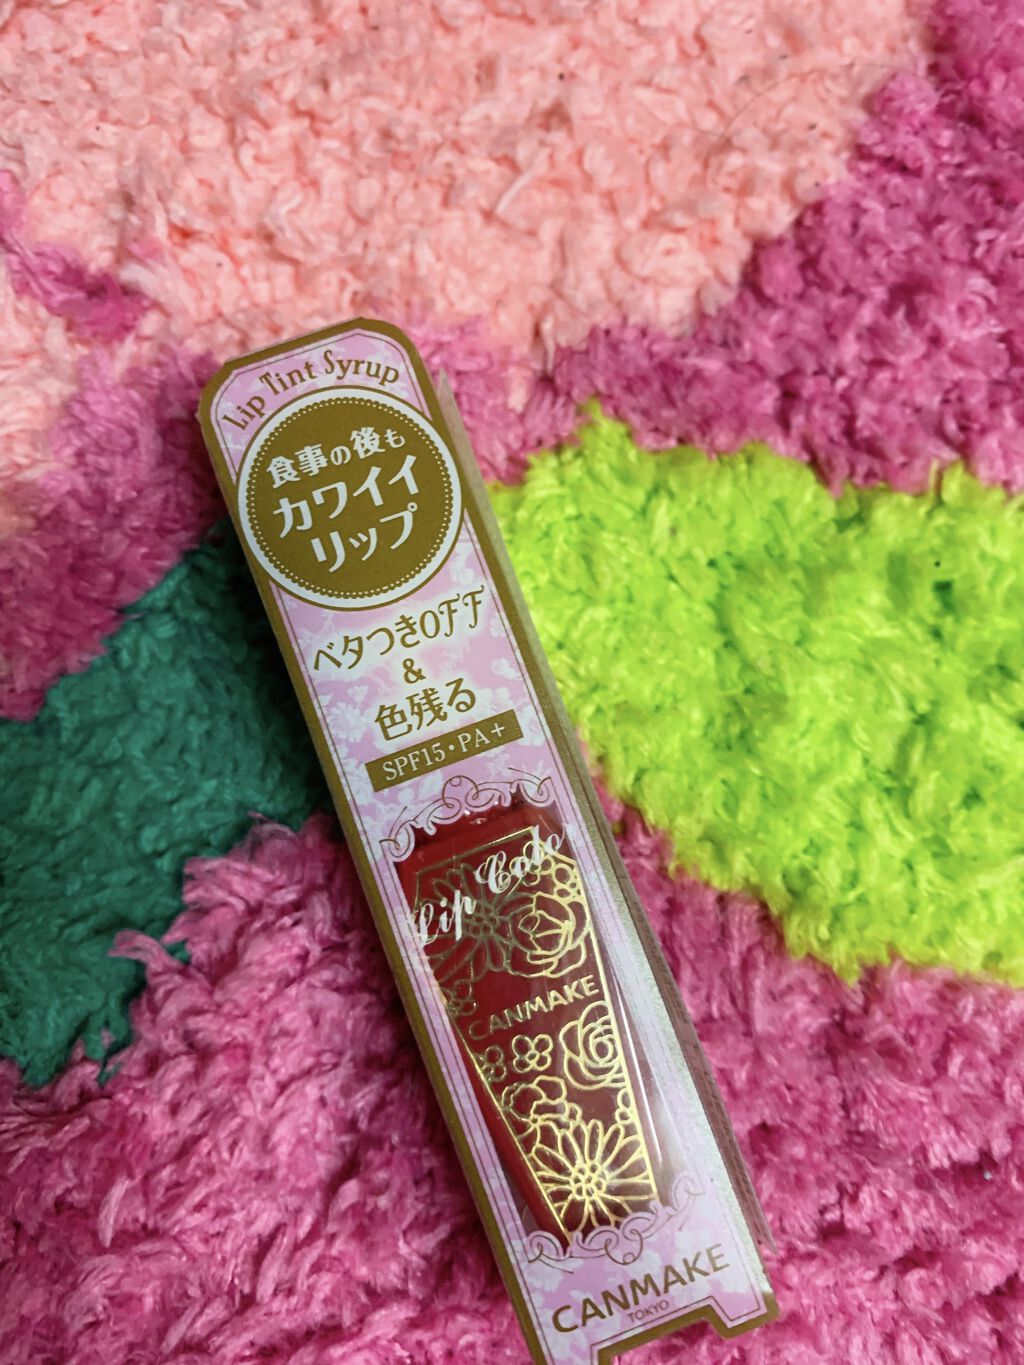 Lip Tint Syrup
食事の後も
カワイイ
リップ
ベタつきOFF
&
色残る
SPF15・PA+
Lip Color
CANMAKE
CANMAKE
TOKYO